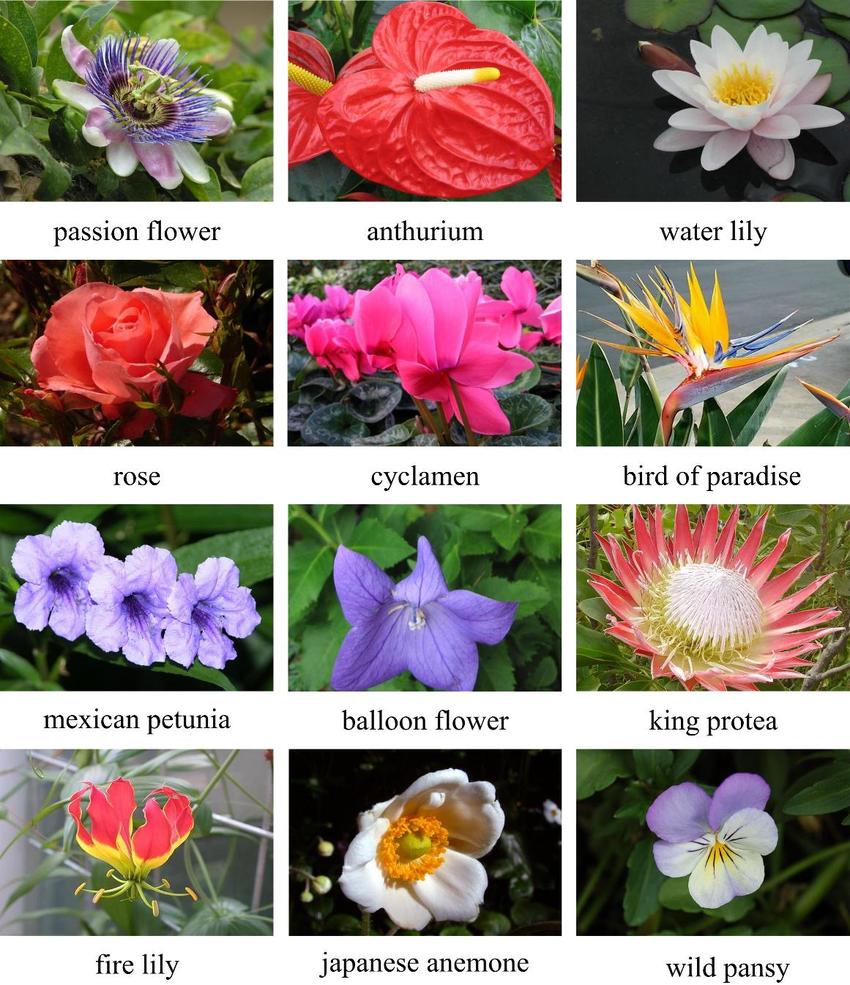 passion flower
anthurium
water lily
rose
cyclamen
bird of paradise
mexican petunia
balloon flower
king protea
fire lily
japanese anemone
wild pansy